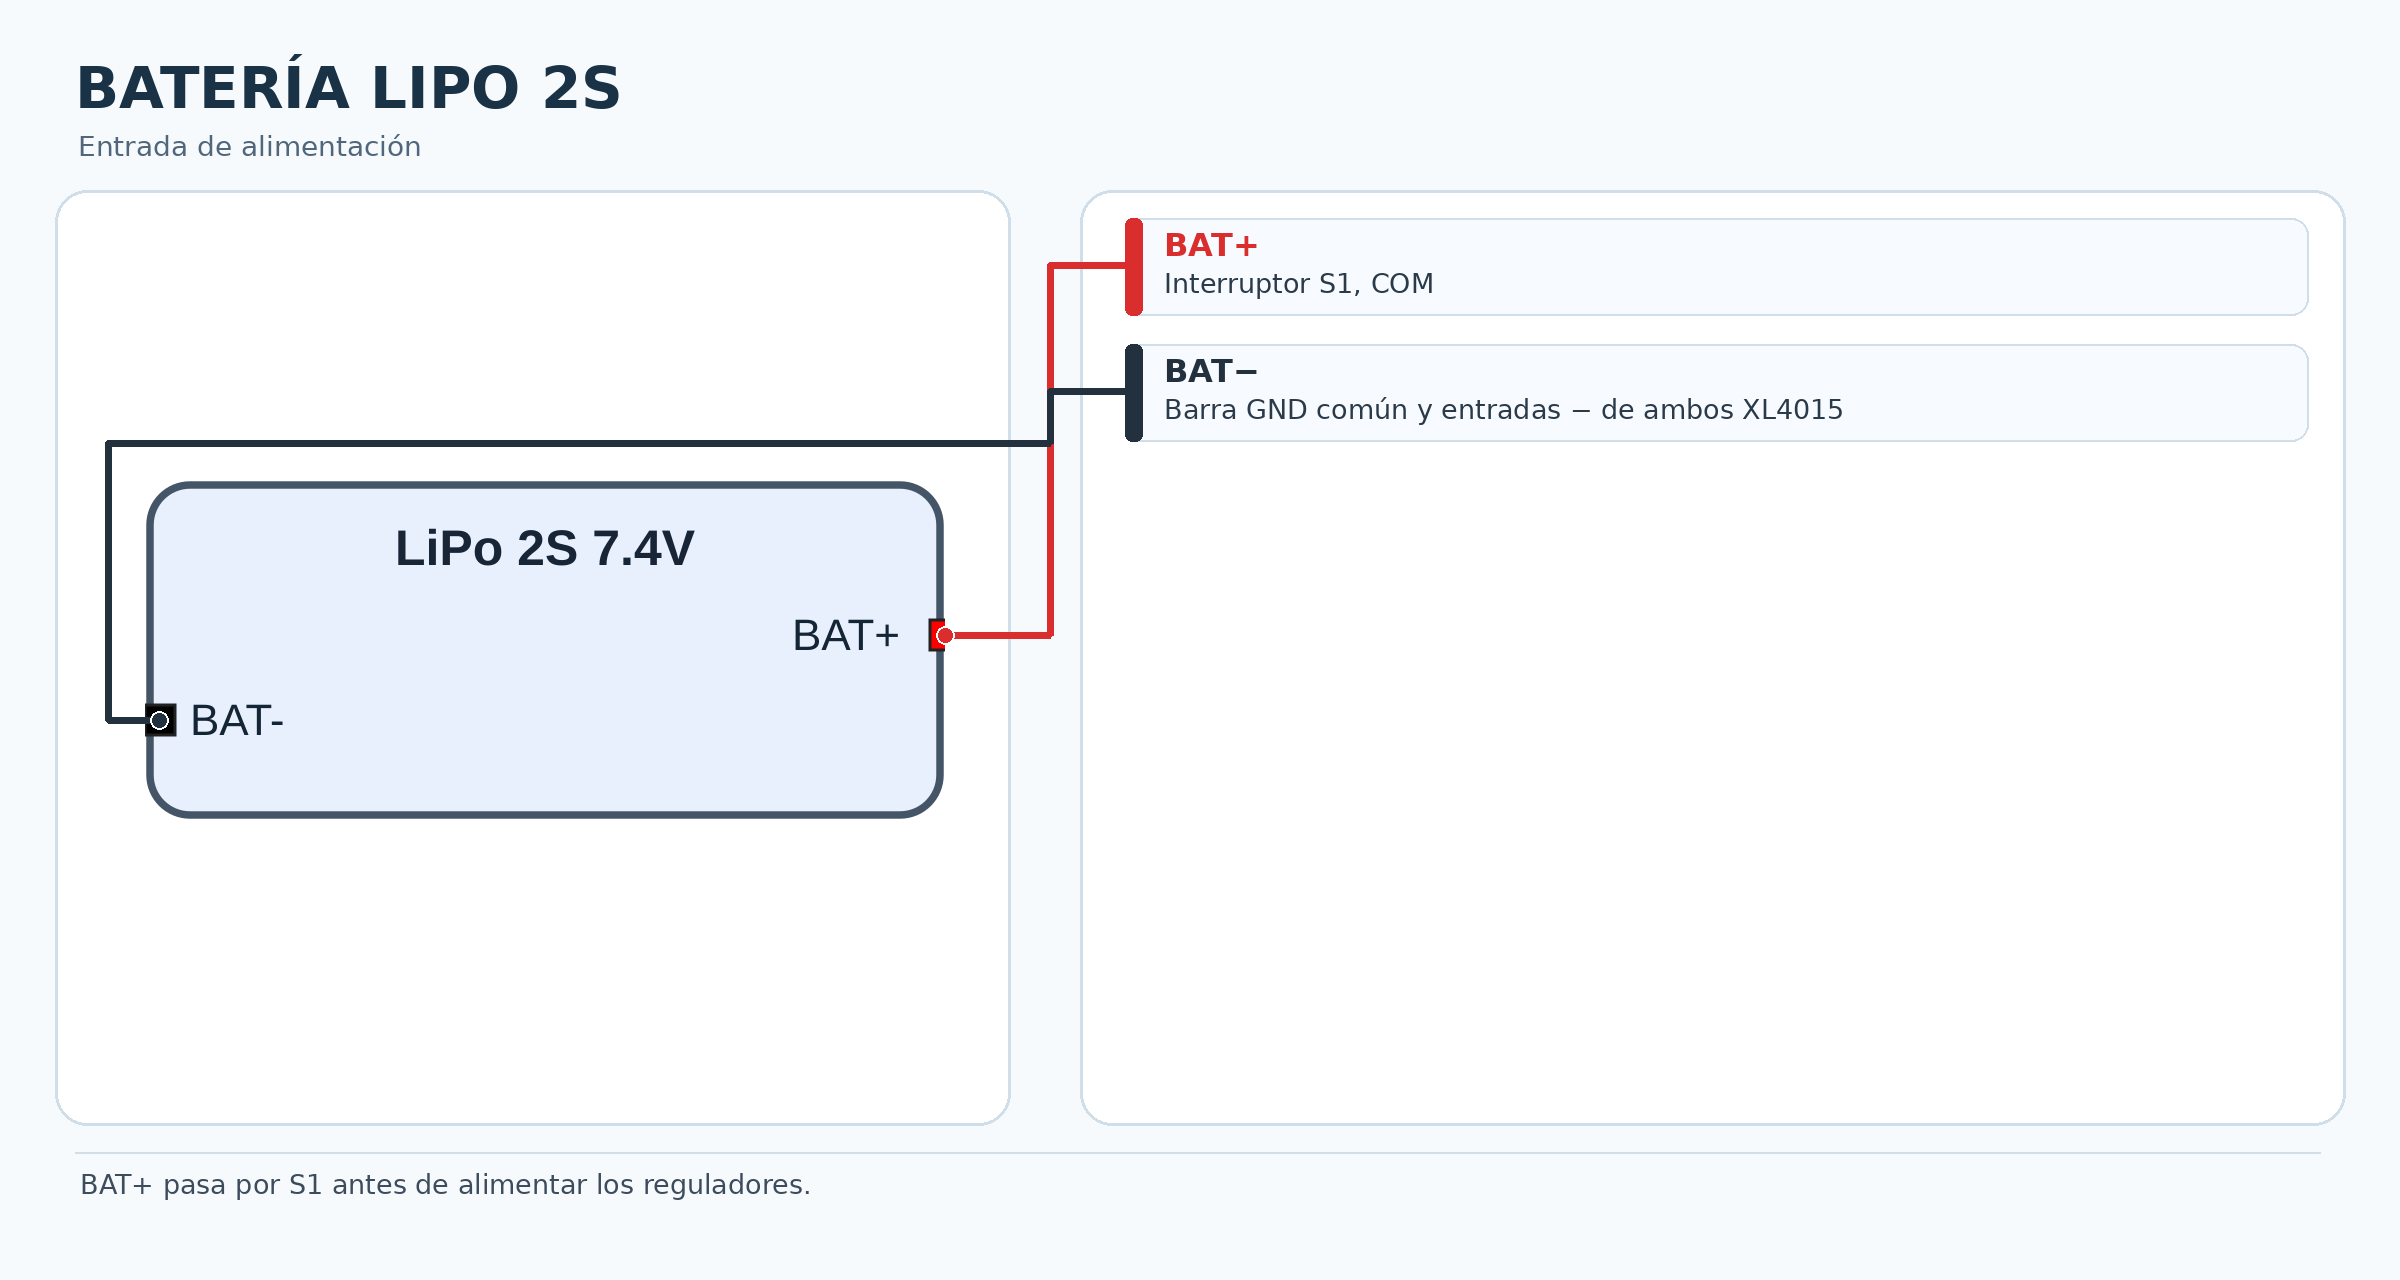 BATERÍA LIPO 2S
Entrada de alimentación
BAT+
Interruptor S1, COM
BAT−
Barra GND común y entradas − de ambos XL4015
LiPo 2S 7.4V
BAT+
BAT-
BAT+ pasa por S1 antes de alimentar los reguladores.